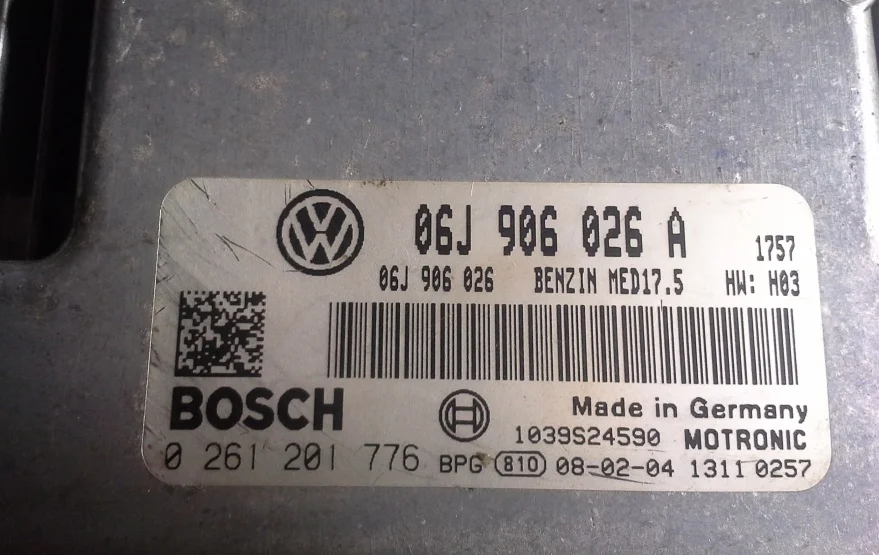 06J 906 026 A 1757
06J 906 026 BENZIN MED17.5 HW: H03
BOSCH
Made in Germany
1039S24590 MOTRONIC
0 261 201 776 BPG 810 08-02-04 1311 0257